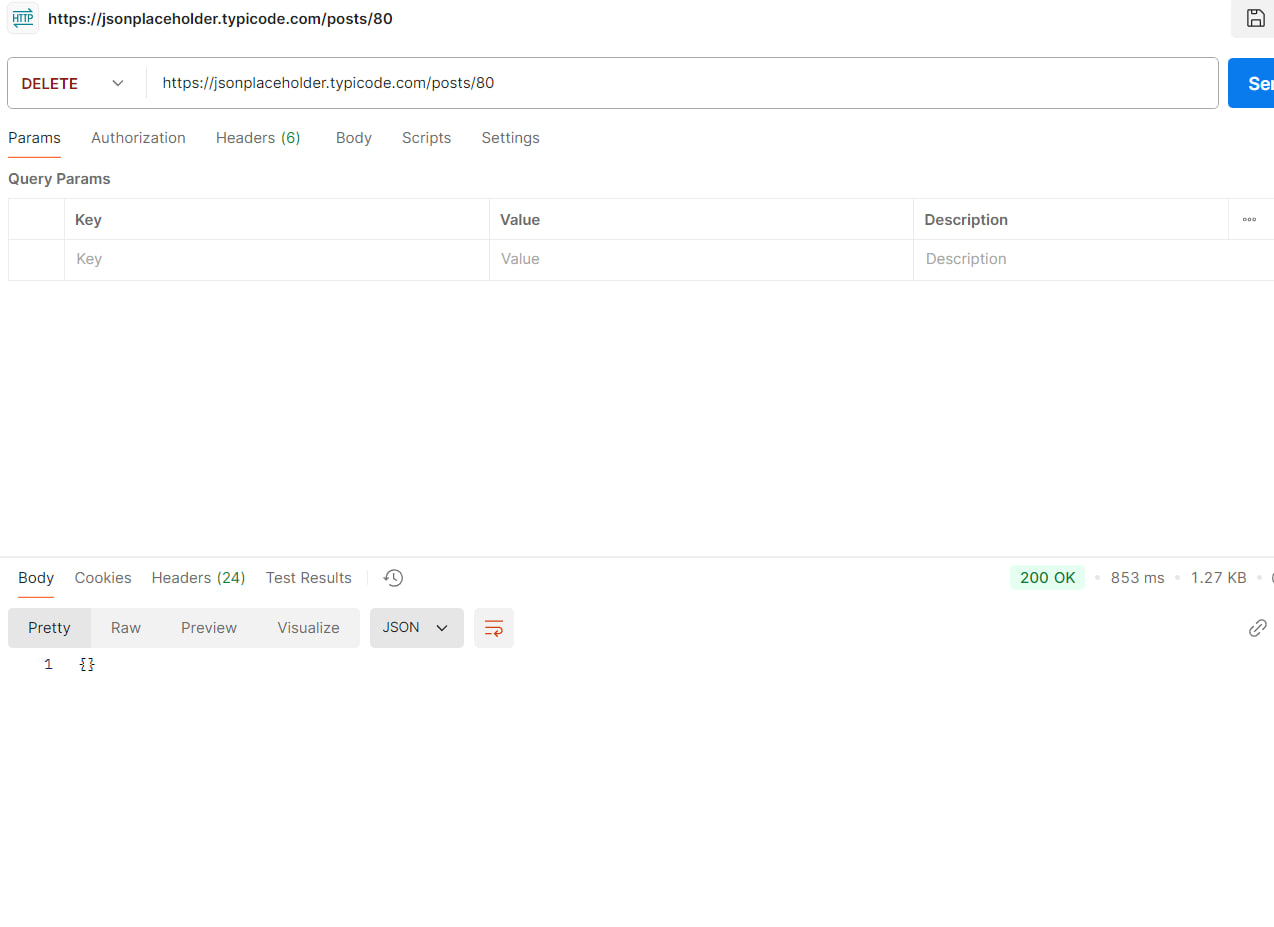 HTTP https://jsonplaceholder.typicode.com/posts/80
DELETE https://jsonplaceholder.typicode.com/posts/80
Params Authorization Headers (6) Body Scripts Settings
Query Params
Key Value Description
Key Value Description
Body Cookies Headers (24) Test Results 200 OK 853 ms 1.27 KB
Pretty Raw Preview Visualize JSON
1 {}